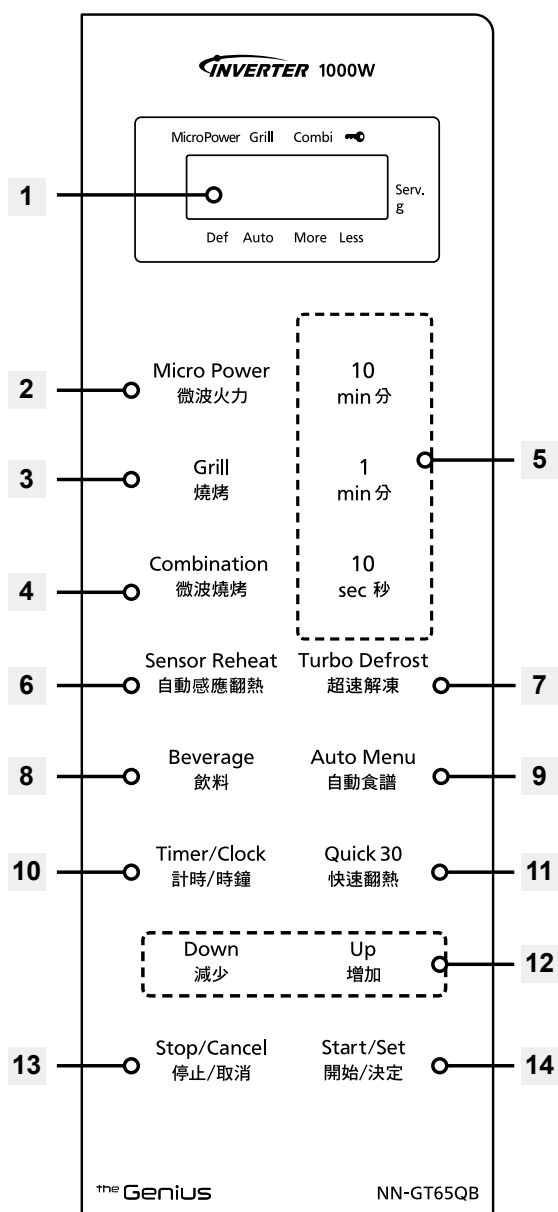 INVERTER 1000W
MicroPower Grill Combi
1
Serv.
g
Def Auto More Less
Micro Power 10
2
微波火力 min 分
5
Grill 1
3
燒烤 min 分
Combination 10
4
微波燒烤 sec 秒
Sensor Reheat Turbo Defrost
6 自動感應翻熱 超速解凍 7
Beverage Auto Menu
8 飲料 自動食譜 9
Timer/Clock Quick 30
10 計時/時鐘 快速翻熱 11
Down Up
減少 增加 12
Stop/Cancel Start/Set
13 停止/取消 開始/決定 14
the Genius NN-GT65QB